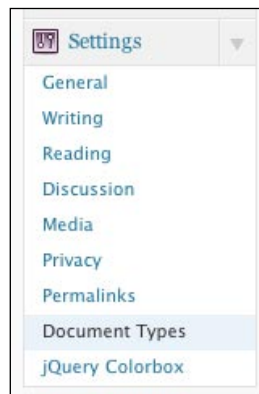 Settings
General
Writing
Reading
Discussion
Media
Privacy
Permalinks
Document Types
jQuery Colorbox